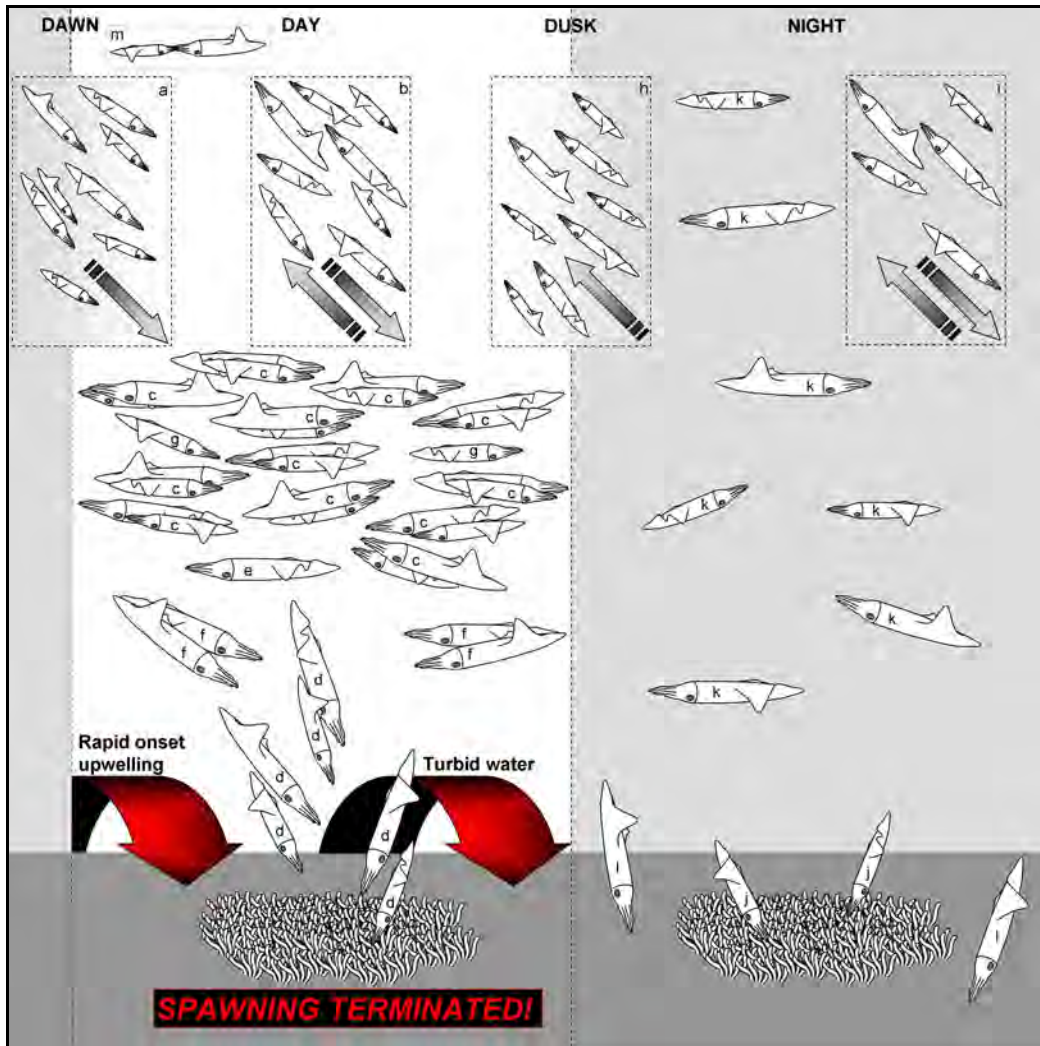 DAWN DAY DUSK NIGHT
m
a b h i
k
k
c
c c k
c c
g c g
c c c
c c k k
e c
f f k
f d f
k
d
Rapid onset
upwelling
Turbid water
d
d d l
j j
d l
SPAWNING TERMINATED!